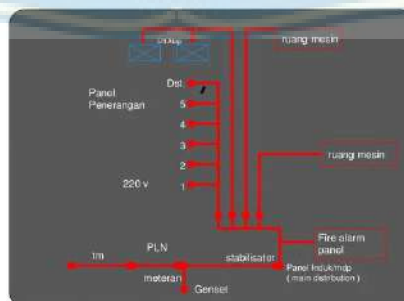 ruang mesin
Dst.
Panel
Penerangan
5
4
3
2
220 v
1
ruang mesin
Fire alarm
panel
PLN
stabilisator
tm
Panel Induk/mdp
( main distribution )
meteran
Genset